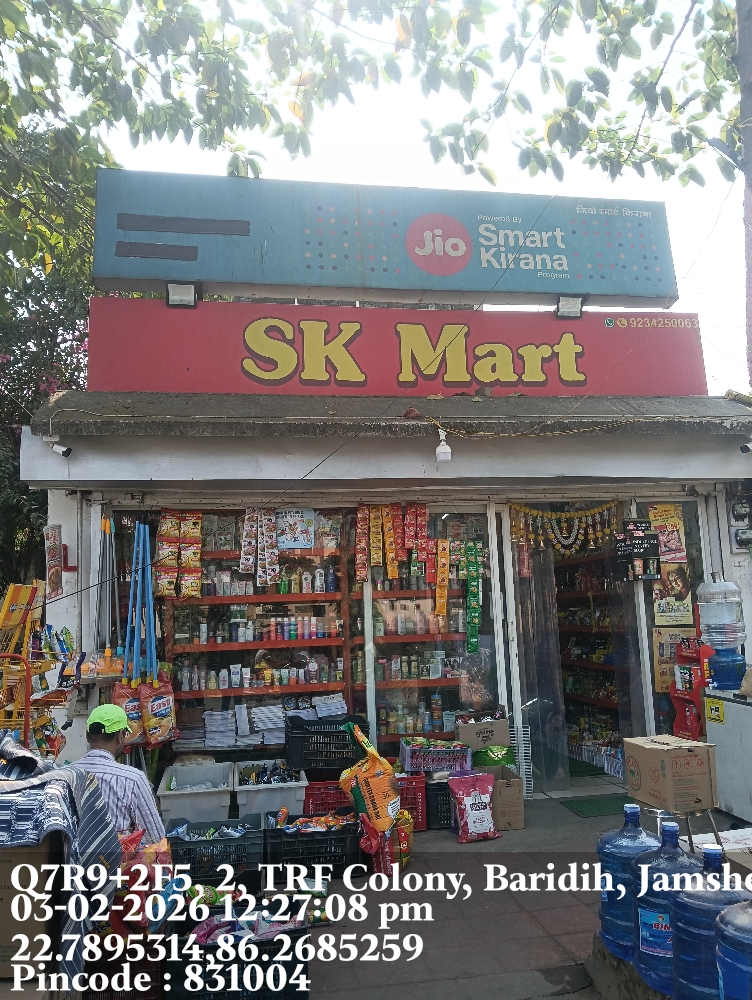 जियो स्मार्ट किराना
Powered By
Jio
Smart
Kirana
Program
9234250063
SK Mart
Q7R9+2F5, 2, TRF Colony, Baridih, Jamshe
03-02-2026 12:27:08 pm
22.7895314,86.2685259
Pincode : 831004